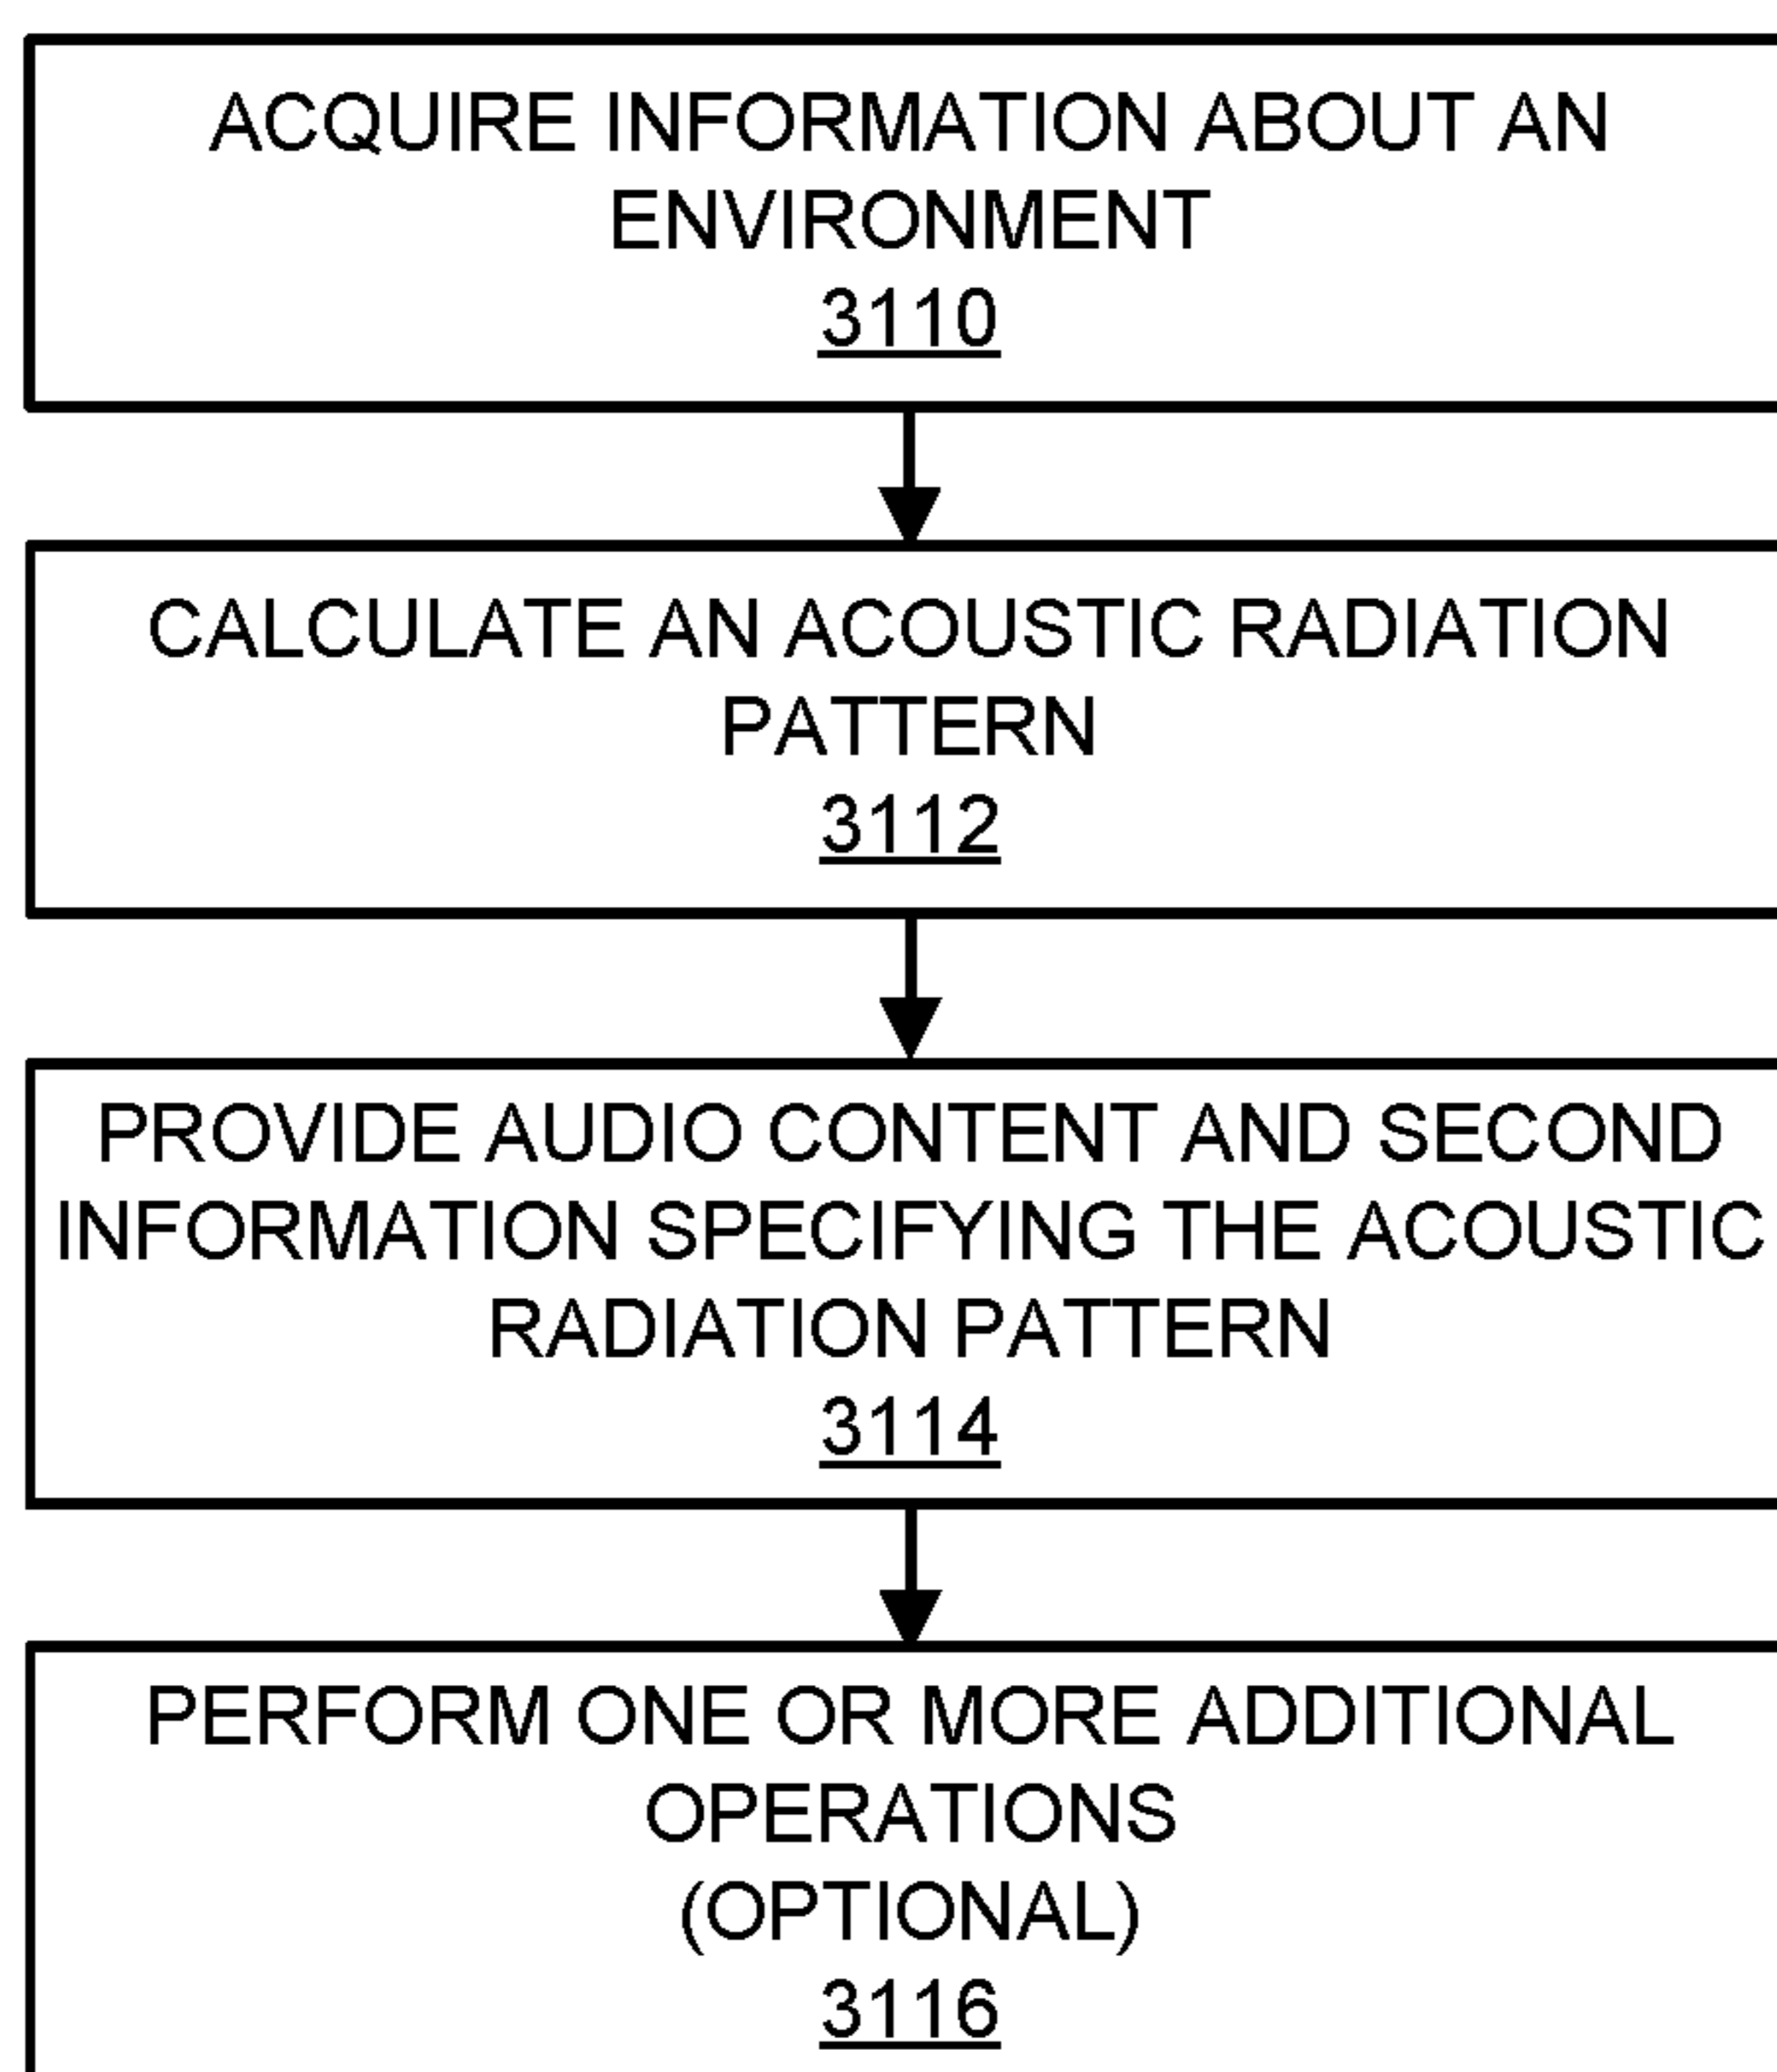 ACQUIRE INFORMATION ABOUT AN
ENVIRONMENT
3110
CALCULATE AN ACOUSTIC RADIATION
PATTERN
3112
PROVIDE AUDIO CONTENT AND SECOND
INFORMATION SPECIFYING THE ACOUSTIC
RADIATION PATTERN
3114
PERFORM ONE OR MORE ADDITIONAL
OPERATIONS
(OPTIONAL)
3116